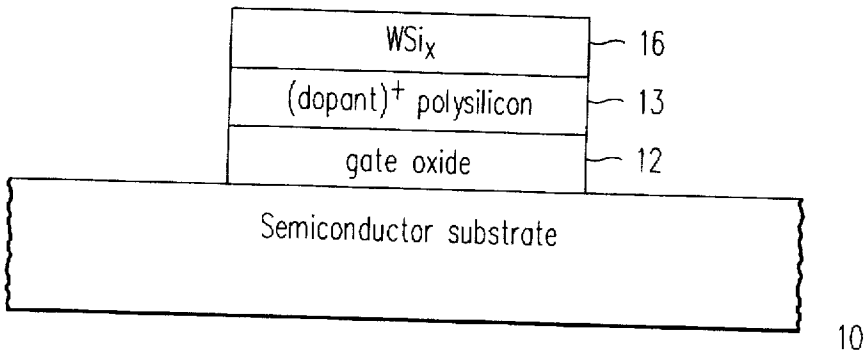 WSiₓ 16
(dopant)⁺ polysilicon 13
gate oxide 12
Semiconductor substrate
10